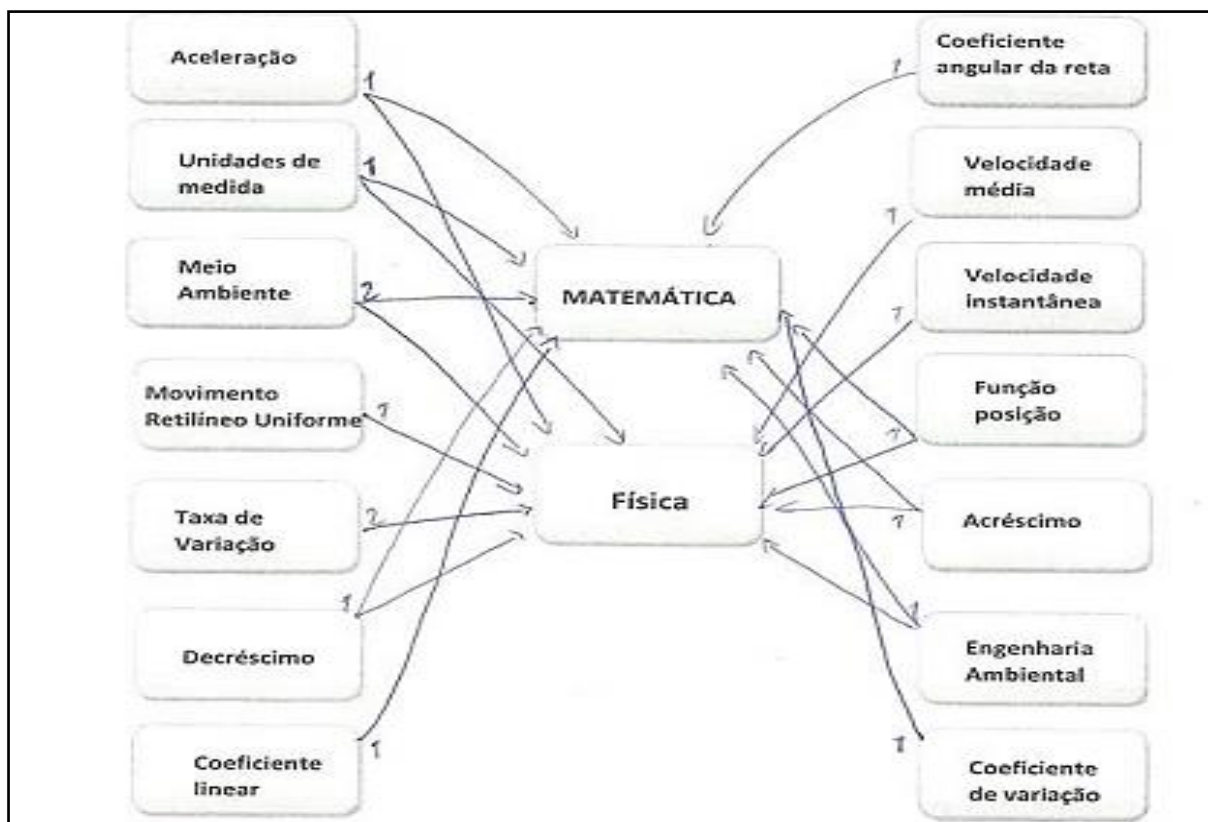 Aceleração
1
Unidades de
medida
1
Meio
Ambiente
2
Movimento
Retilíneo Uniforme
1
Taxa de
Variação
2
Decréscimo
1
Coeficiente
linear
1
MATEMÁTICA
Física
Coeficiente
angular da reta
1
Velocidade
média
1
Velocidade
instantânea
1
Função
posição
1
Acréscimo
1
Engenharia
Ambiental
1
Coeficiente
de variação
1